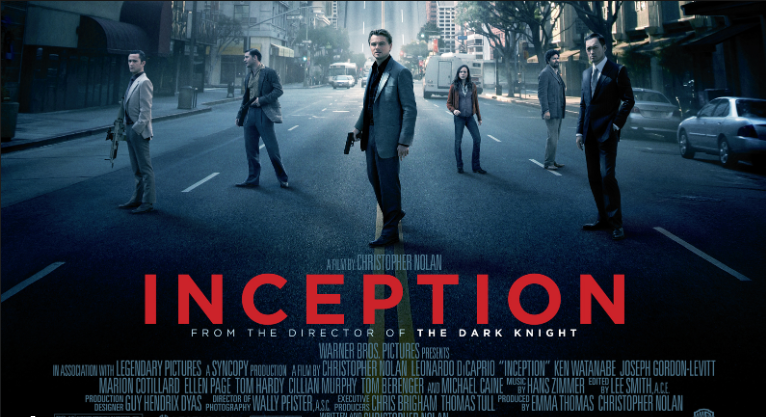 A FILM BY CHRISTOPHER NOLAN
INCEPTION
FROM THE DIRECTOR OF THE DARK KNIGHT
WARNER BROS. PICTURES PRESENTS
IN ASSOCIATION WITH LEGENDARY PICTURES A SYNCOPY PRODUCTION A FILM BY CHRISTOPHER NOLAN LEONARDO DiCAPRIO "INCEPTION" KEN WATANABE JOSEPH GORDON-LEVITT
MARION COTILLARD ELLEN PAGE TOM HARDY CILLIAN MURPHY TOM BERENGER AND MICHAEL CAINE MUSIC BY HANS ZIMMER EDITED BY LEE SMITH, A.C.E.
PRODUCTION DESIGNER GUY HENDRIX DYAS DIRECTOR OF PHOTOGRAPHY WALLY PFISTER, A.S.C. EXECUTIVE PRODUCERS CHRIS BRIGHAM THOMAS TULL PRODUCED BY EMMA THOMAS CHRISTOPHER NOLAN